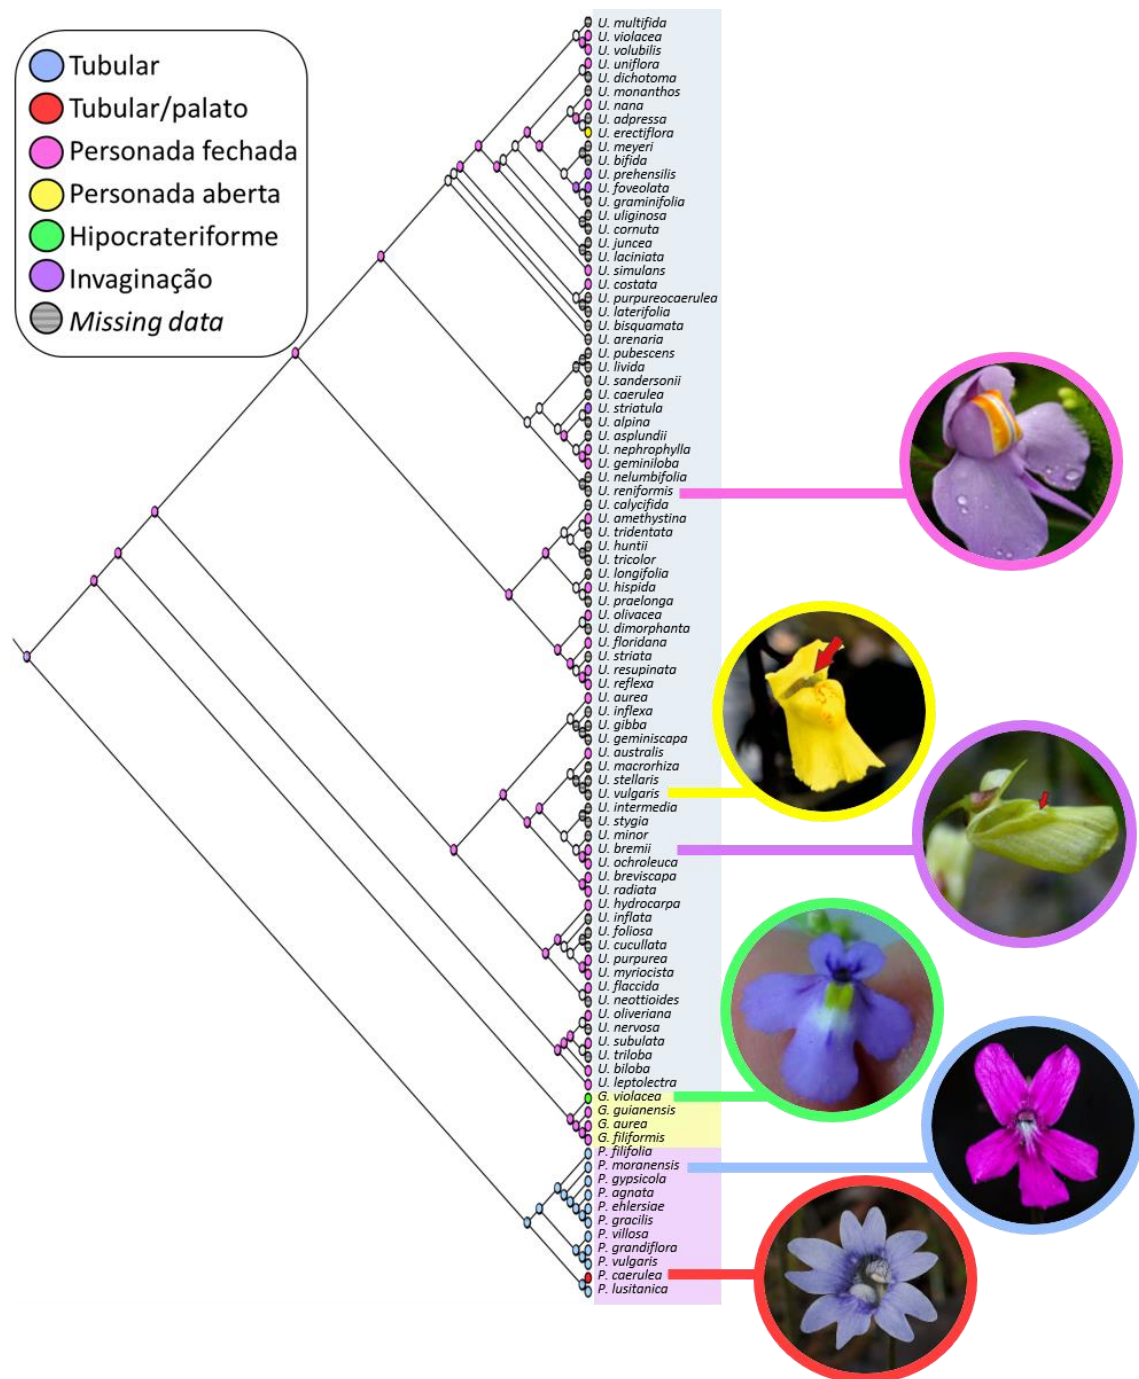 Tubular
Tubular/palato
Personada fechada
Personada aberta
Hipocrateriforme
Invaginação
Missing data
U. multifida
U. violacea
U. volubilis
U. uniflora
U. dichotoma
U. monanthos
U. nana
U. adpressa
U. erectiflora
U. meyeri
U. bifida
U. prehensilis
U. foveolata
U. graminifolia
U. uliginosa
U. cornuta
U. juncea
U. laciniata
U. simulans
U. costata
U. purpureocaerulea
U. laterifolia
U. bisquamata
U. arenaria
U. pubescens
U. livida
U. sandersonii
U. caerulea
U. striatula
U. alpina
U. asplundii
U. nephrophylla
U. geminiloba
U. nelumbifolia
U. reniformis
U. calycifida
U. amethystina
U. tridentata
U. huntii
U. tricolor
U. longifolia
U. hispida
U. praelonga
U. olivacea
U. dimorphanta
U. floridana
U. striata
U. resupinata
U. reflexa
U. aurea
U. inflexa
U. gibba
U. geminiscapa
U. australis
U. macrorhiza
U. stellaris
U. vulgaris
U. intermedia
U. stygia
U. minor
U. bremii
U. ochroleuca
U. breviscapa
U. radiata
U. hydrocarpa
U. inflata
U. foliosa
U. cucullata
U. purpurea
U. myriocista
U. flaccida
U. neottioides
U. oliveriana
U. nervosa
U. subulata
U. triloba
U. biloba
U. leptolectra
G. violacea
G. guianensis
G. aurea
G. filiformis
P. filifolia
P. moranensis
P. gypsicola
P. agnata
P. ehlersiae
P. gracilis
P. villosa
P. grandiflora
P. vulgaris
P. caerulea
P. lusitanica